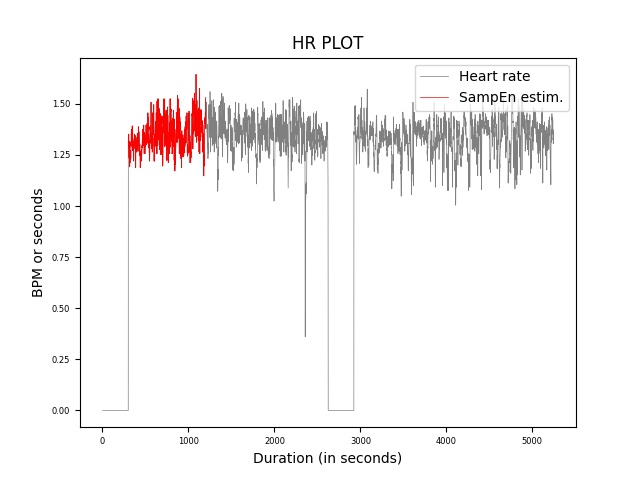 HR PLOT
Heart rate
SampEn estim.
1.50
1.25
1.00
0.75
0.50
0.25
0.00
BPM or seconds
0 1000 2000 3000 4000 5000
Duration (in seconds)